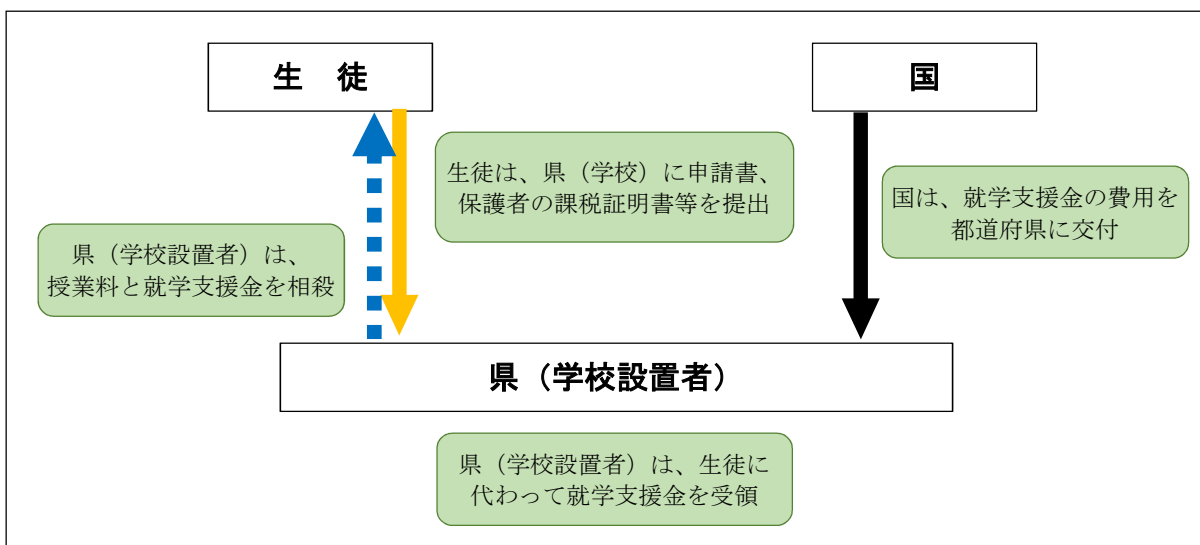 生　徒
国
生徒は、県（学校）に申請書、
保護者の課税証明書等を提出
国は、就学支援金の費用を
都道府県に交付
県（学校設置者）は、
授業料と就学支援金を相殺
県（学校設置者）
県（学校設置者）は、生徒に
代わって就学支援金を受領